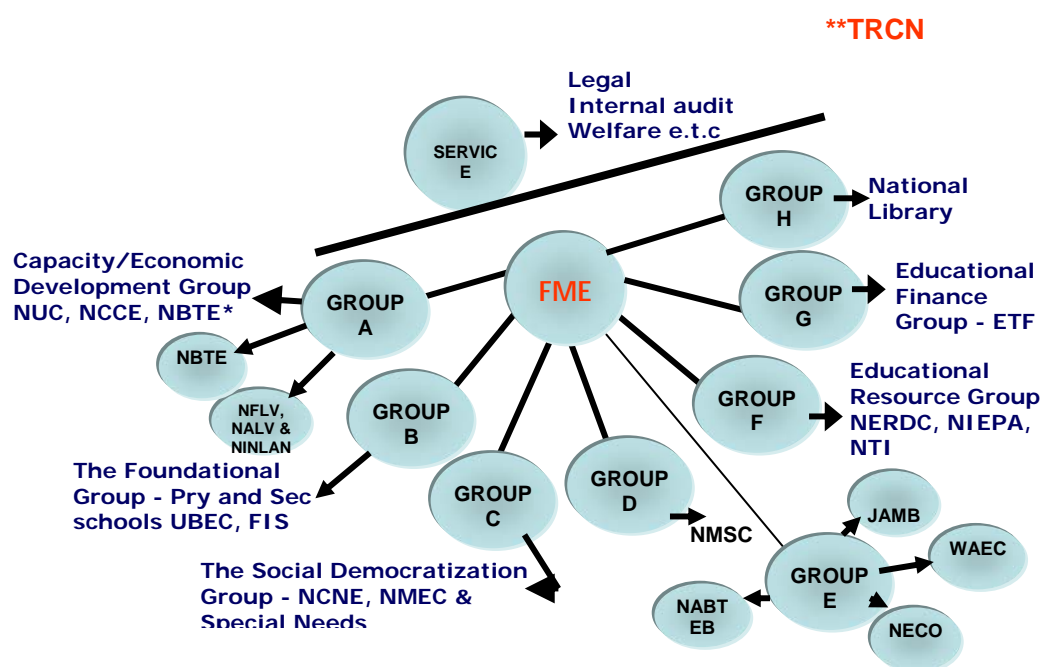 **TRCN
Legal
Internal audit
Welfare e.t.c
SERVIC
E
GROUP
H
National
Library
Capacity/Economic
Development Group
NUC, NCCE, NBTE*
GROUP
A
FME
GROUP
G
Educational
Finance
Group - ETF
NBTE
NFLV,
NALV &
NINLAN
GROUP
B
GROUP
F
Educational
Resource Group
NERDC, NIEPA,
NTI
The Foundational
Group - Pry and Sec
schools UBEC, FIS
GROUP
C
GROUP
D
NMSC
JAMB
WAEC
GROUP
E
NABT
EB
NECO
The Social Democratization
Group - NCNE, NMEC &
Special Needs